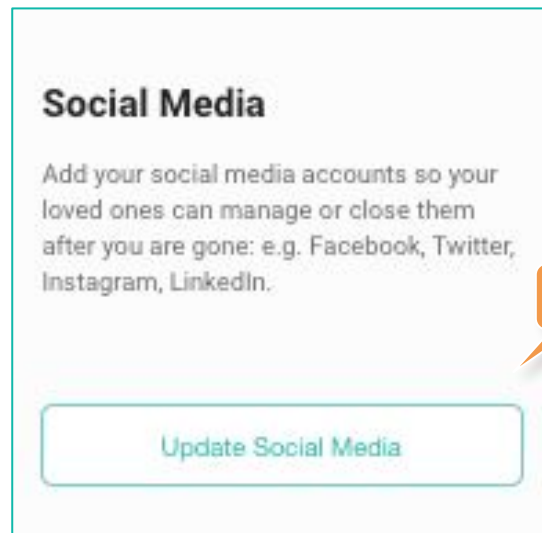 Social Media
Add your social media accounts so your
loved ones can manage or close them
after you are gone: e.g. Facebook, Twitter,
Instagram, LinkedIn.
Update Social Media